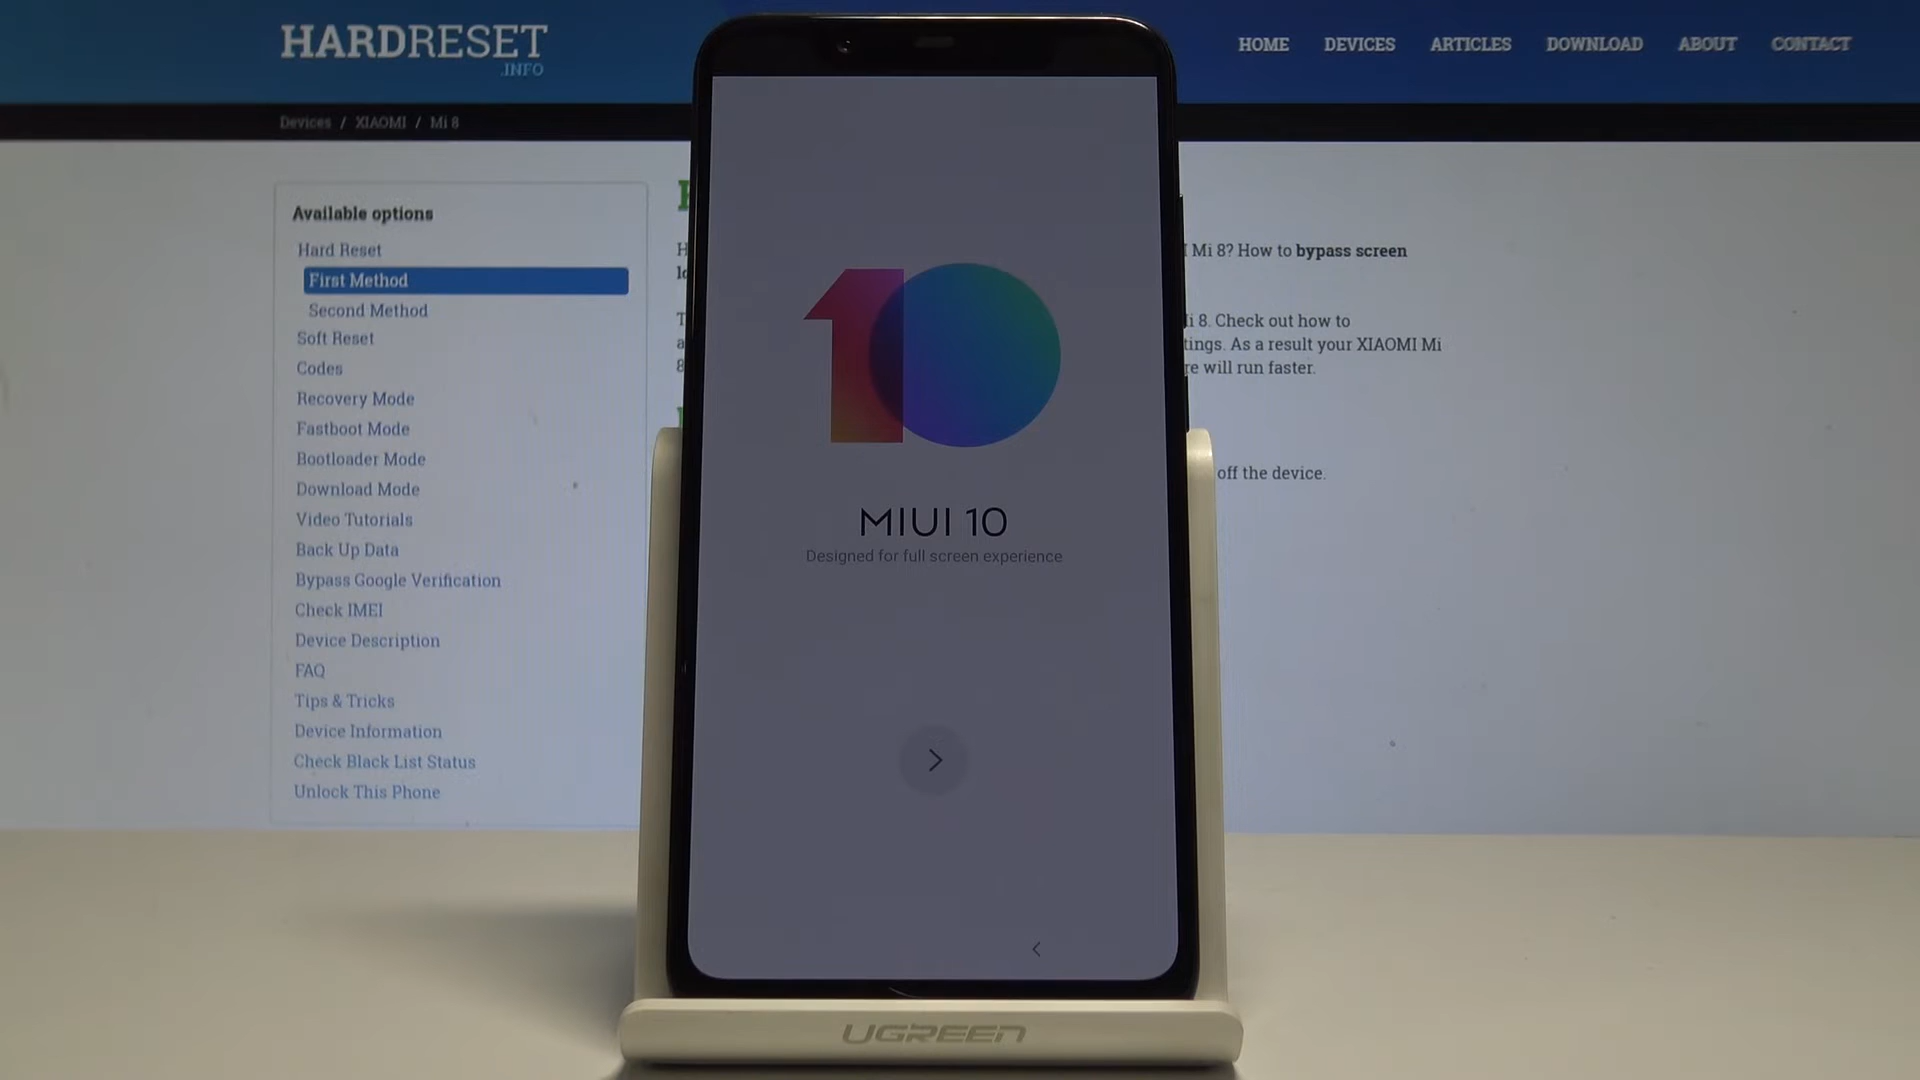 HARDRESET
.INFO
HOME DEVICES ARTICLES DOWNLOAD ABOUT CONTACT
Devices / XIAOMI / Mi 8
Available options
Hard Reset
First Method
Second Method
Soft Reset
Codes
Recovery Mode
Fastboot Mode
Bootloader Mode
Download Mode
Video Tutorials
Back Up Data
Bypass Google Verification
Check IMEI
Device Description
FAQ
Tips & Tricks
Device Information
Check Black List Status
Unlock This Phone
Mi 8? How to bypass screen
8. Check out how to
tings. As a result your XIAOMI Mi
8
re will run faster.
off the device.
10
MIUI 10
Designed for full screen experience
UGREEN